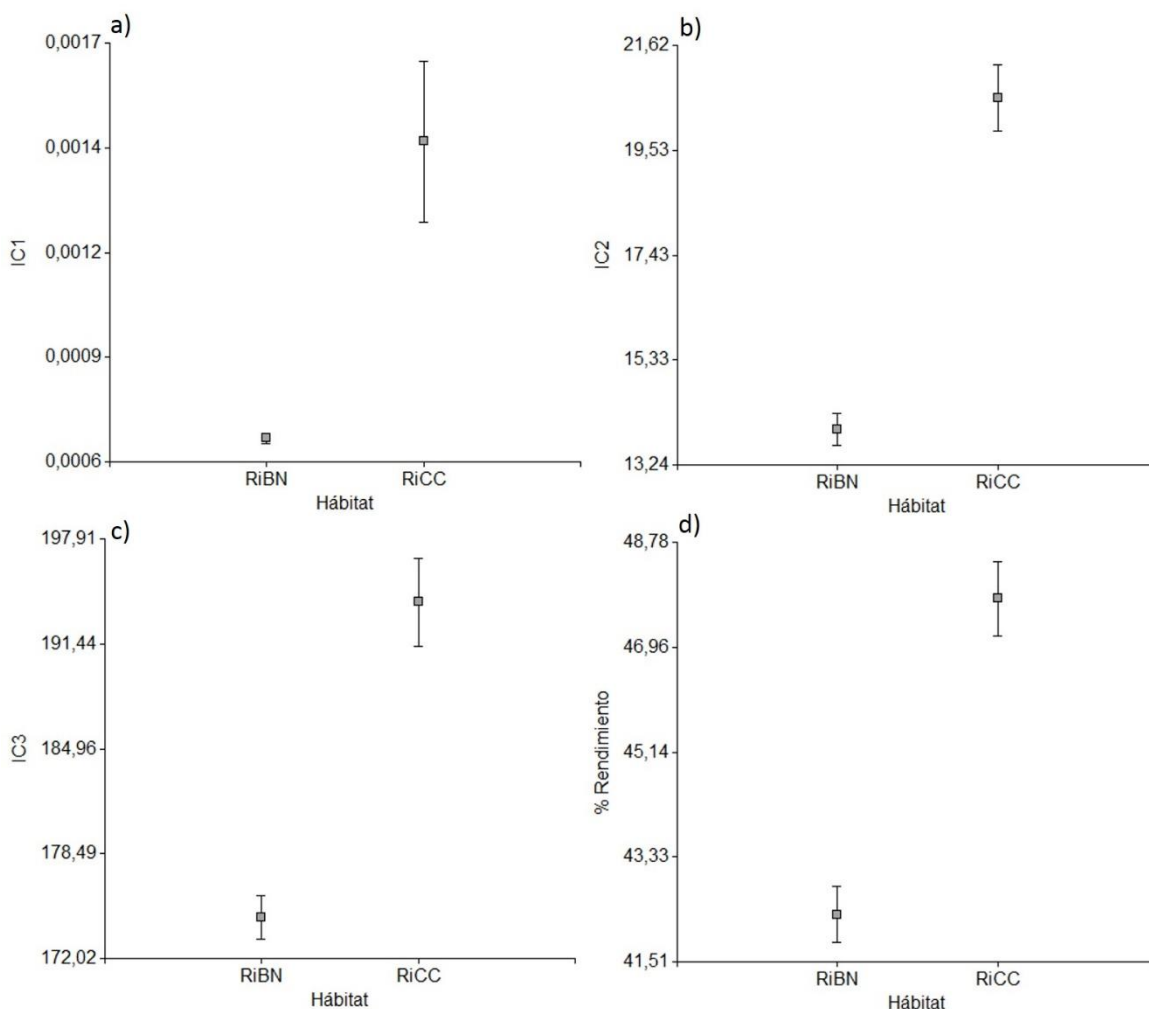 a)
0,0017
0,0014
0,0012
0,0009
0,0006
IC1
RiBN RiCC
Hábitat
b)
21,62
19,53
17,43
15,33
13,24
IC2
RiBN RiCC
Hábitat
c)
197,91
191,44
184,96
178,49
172,02
IC3
RiBN RiCC
Hábitat
d)
48,78
46,96
45,14
43,33
41,51
% Rendimiento
RiBN RiCC
Hábitat